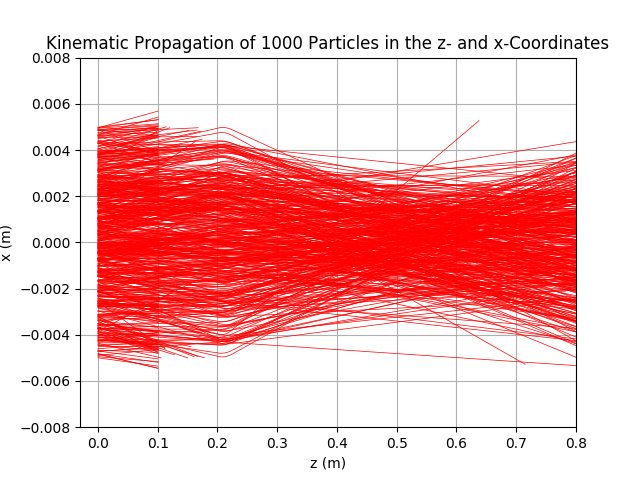 Kinematic Propagation of 1000 Particles in the z- and x-Coordinates
0.008
0.006
0.004
0.002
0.000
−0.002
−0.004
−0.006
−0.008
x (m)
0.0 0.1 0.2 0.3 0.4 0.5 0.6 0.7 0.8
z (m)